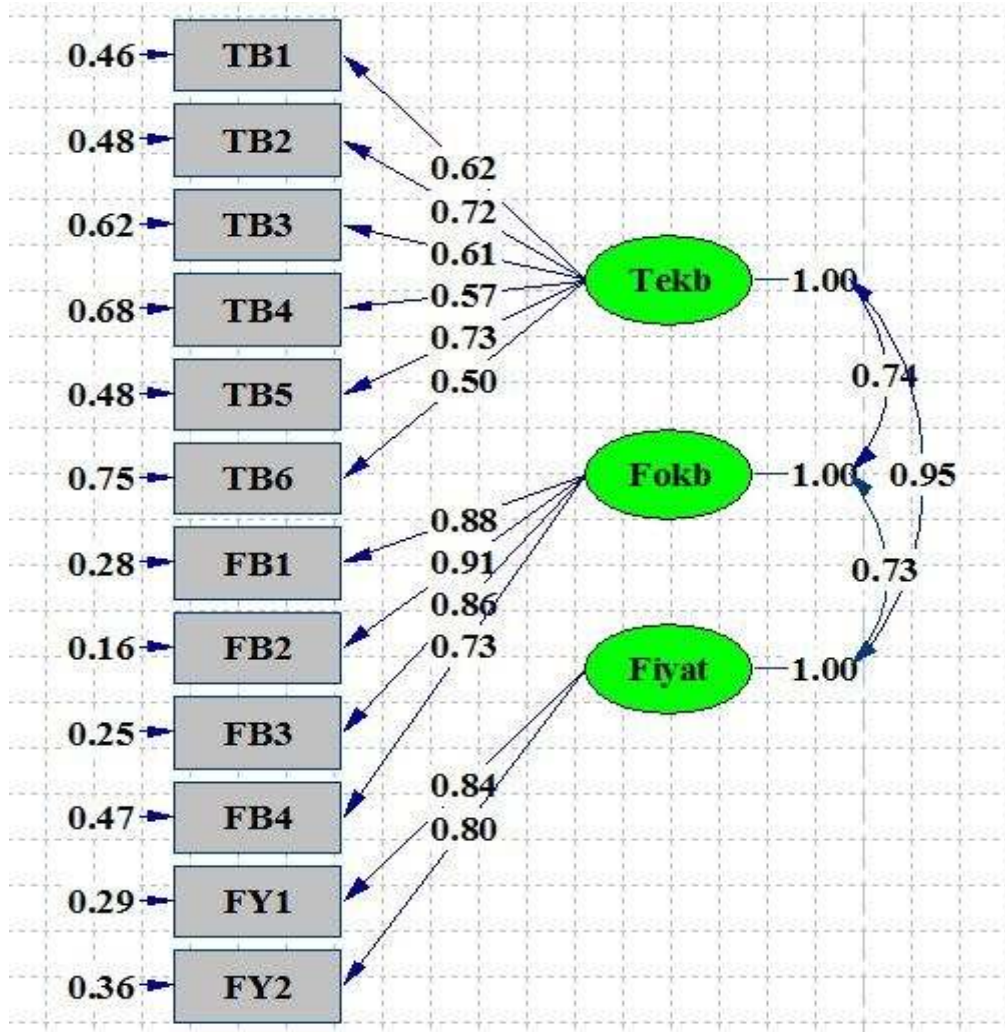 0.46 TB1
0.48 TB2
0.62
0.72
0.62 TB3
0.61
Tekb 1.00
0.68 TB4
0.57
0.73
0.48 TB5
0.50
0.74
0.75 TB6
Fokb 1.00 0.95
0.88
0.28 FB1
0.91
0.73
0.86
0.16 FB2
0.73
Fiyat 1.00
0.25 FB3
0.84
0.47 FB4
0.80
0.29 FY1
0.36 FY2